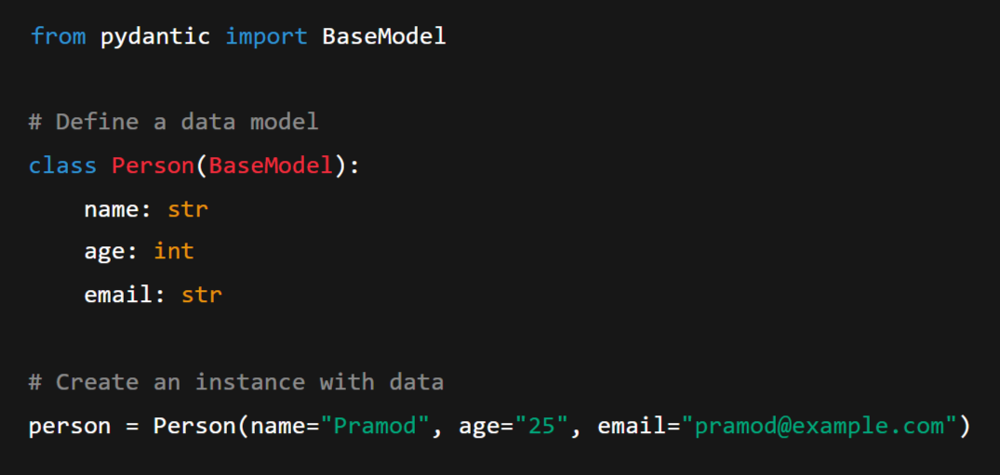 from pydantic import BaseModel
# Define a data model
class Person(BaseModel):
    name: str
    age: int
    email: str
# Create an instance with data
person = Person(name="Pramod", age="25", email="pramod@example.com")